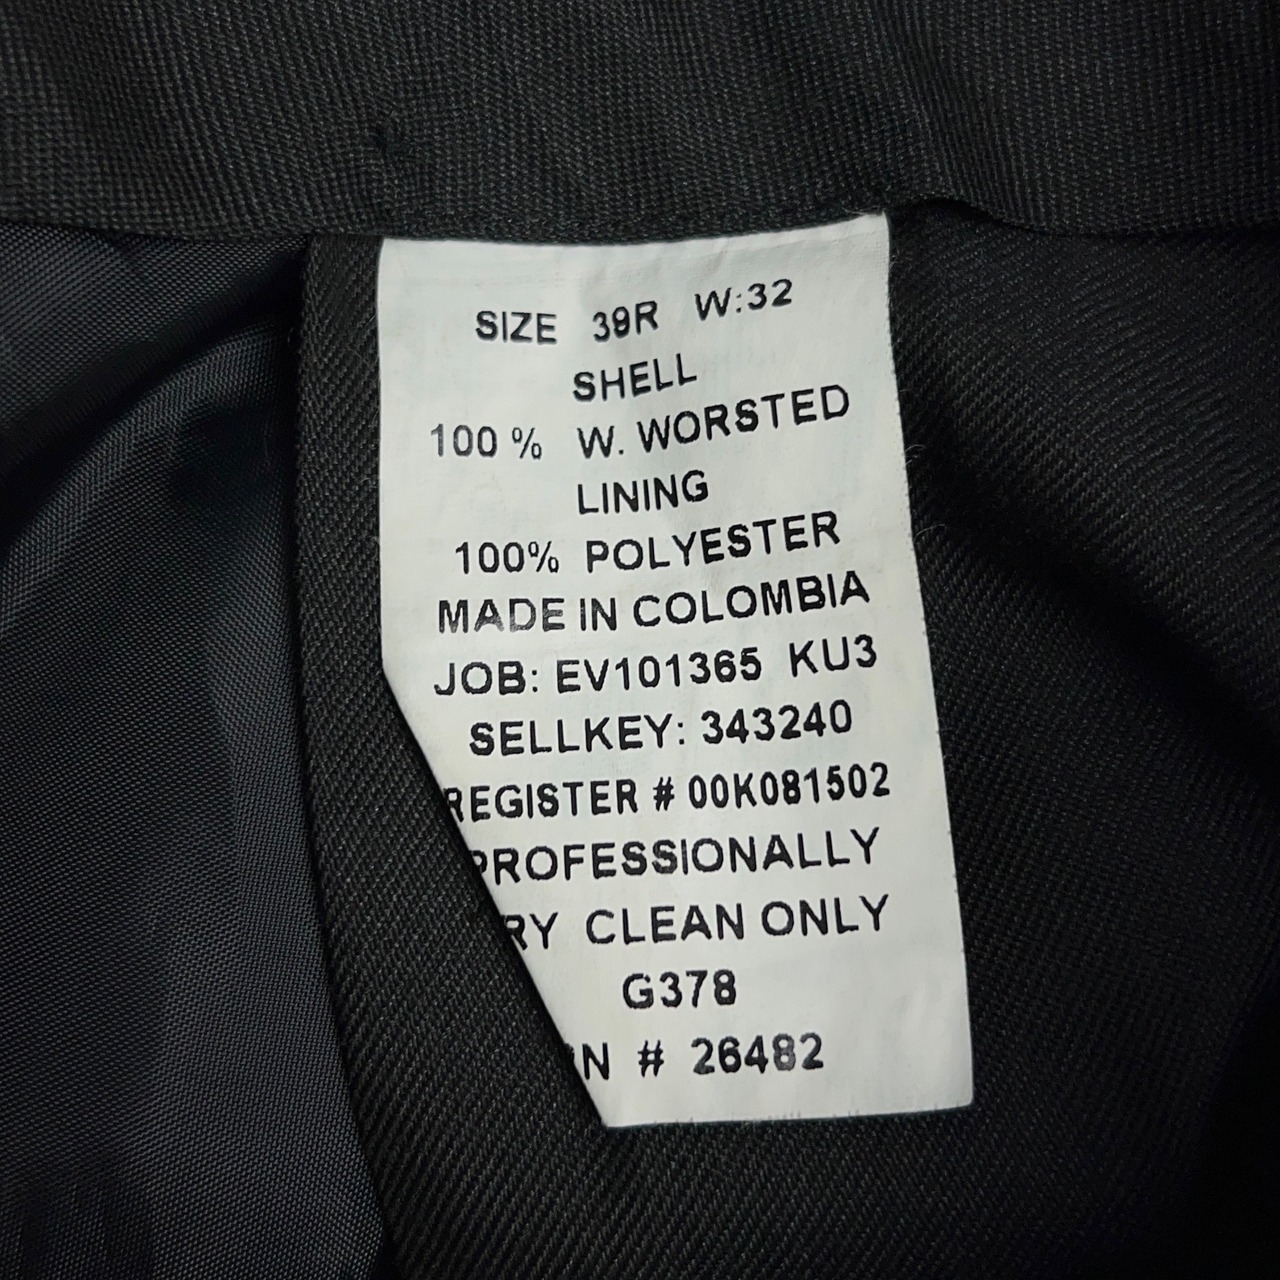 SIZE 39R W:32
SHELL
100 % W. WORSTED
LINING
100% POLYESTER
MADE IN COLOMBIA
JOB: EV101365 KU3
SELLKEY: 343240
REGISTER # 00K081502
PROFESSIONALLY
RY CLEAN ONLY
G378
N # 26482